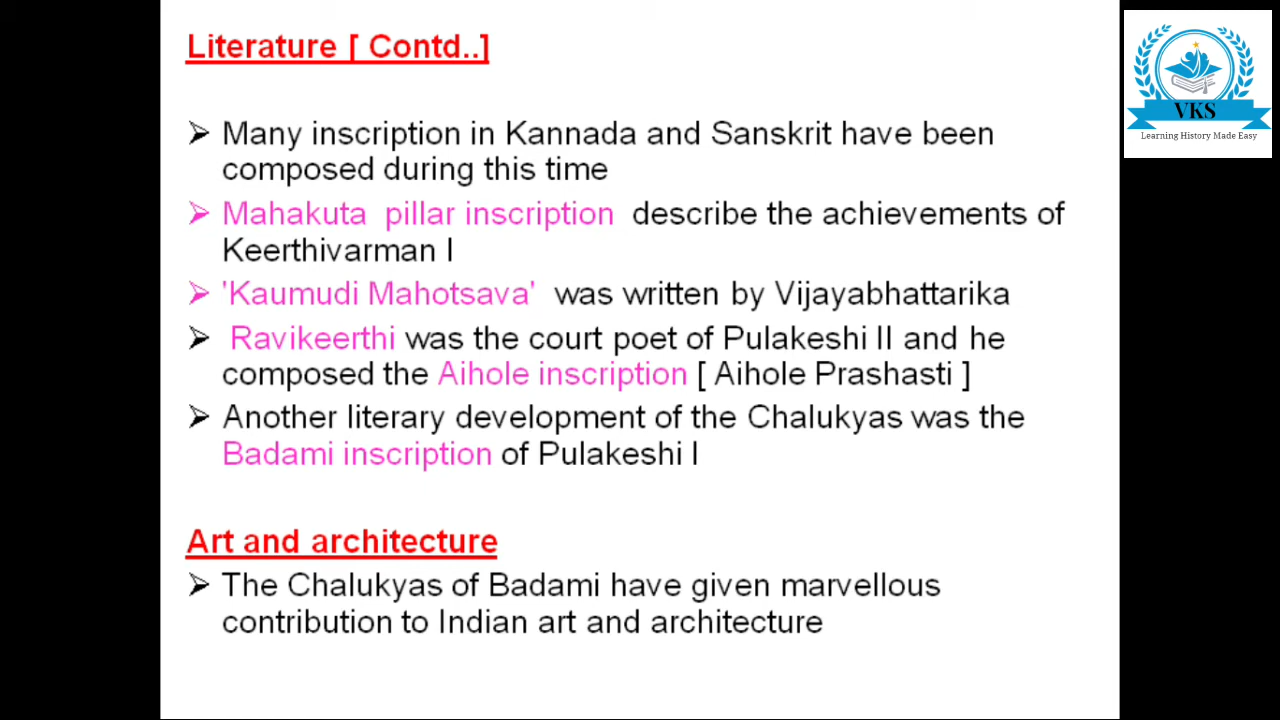 Literature [ Contd..]
VKS
Learning History Made Easy
➢ Many inscription in Kannada and Sanskrit have been
composed during this time
➢ Mahakuta pillar inscription describe the achievements of
Keerthivarman I
➢ 'Kaumudi Mahotsava' was written by Vijayabhattarika
➢ Ravikeerthi was the court poet of Pulakeshi II and he
composed the Aihole inscription [ Aihole Prashasti ]
➢ Another literary development of the Chalukyas was the
Badami inscription of Pulakeshi I
Art and architecture
➢ The Chalukyas of Badami have given marvellous
contribution to Indian art and architecture